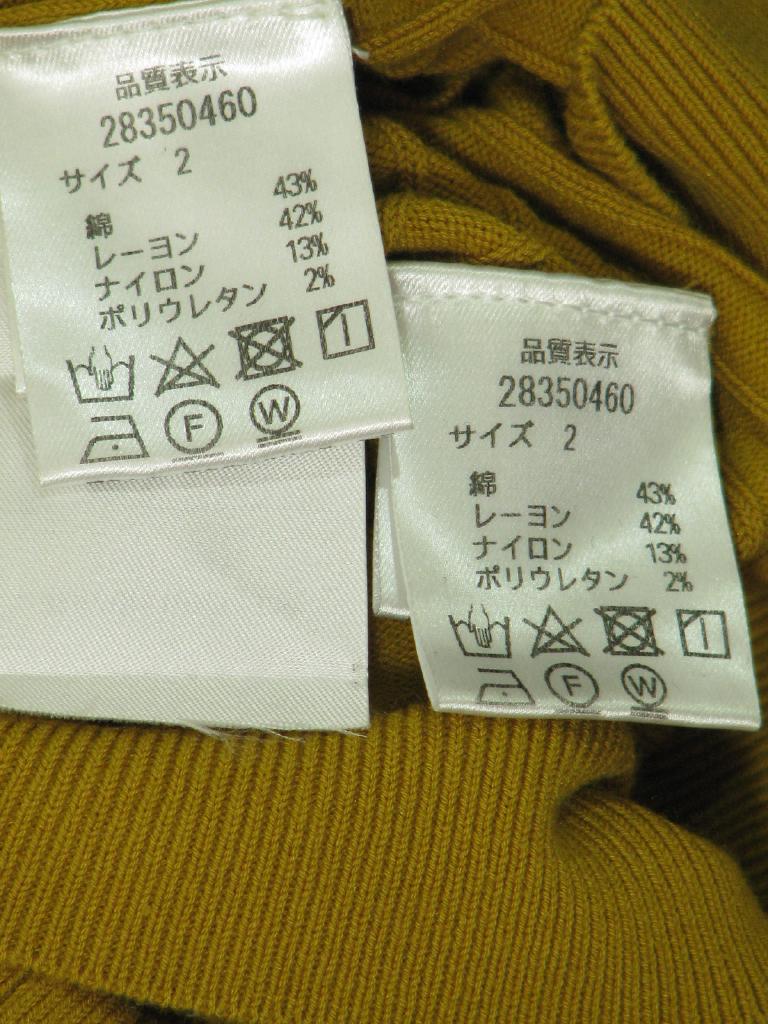 品質表示
28350460
サイズ 2
綿 43%
レーヨン 42%
ナイロン 13%
ポリウレタン 2%
F W
品質表示
28350460
サイズ 2
綿 43%
レーヨン 42%
ナイロン 13%
ポリウレタン 2%
F W